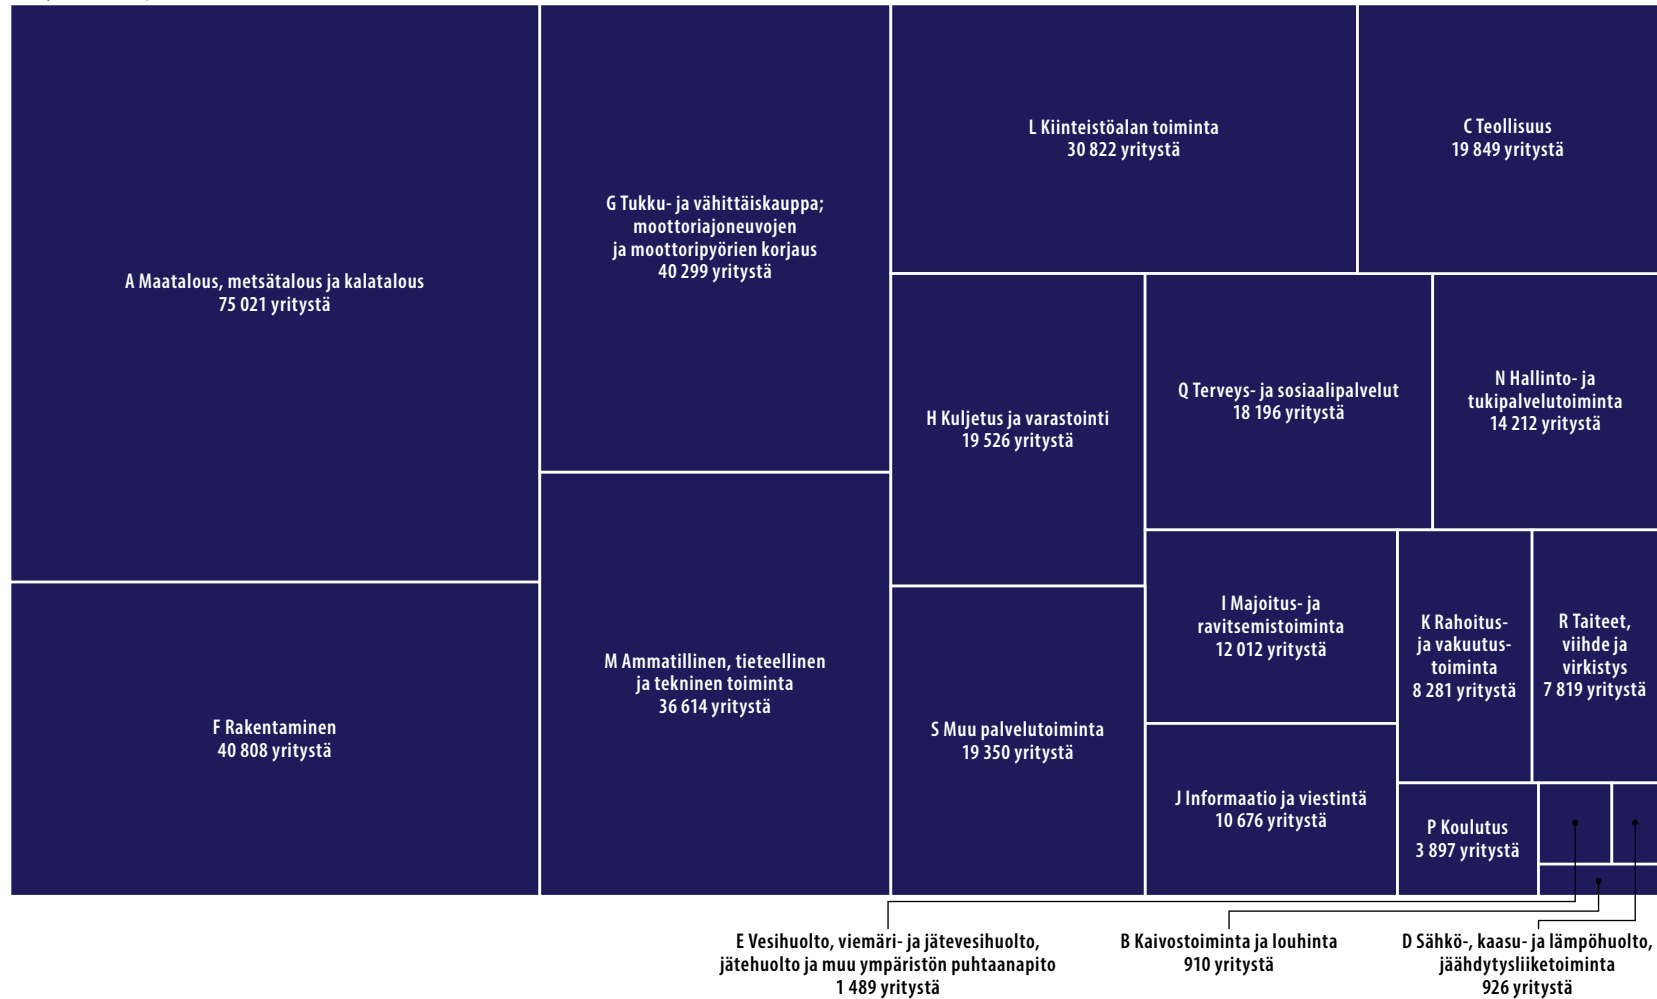 A Maatalous, metsätalous ja kalatalous
75 021 yritystä
F Rakentaminen
40 808 yritystä
G Tukku- ja vähittäiskauppa;
moottoriajoneuvojen
ja moottoripyörien korjaus
40 299 yritystä
M Ammatillinen, tieteellinen
ja tekninen toiminta
36 614 yritystä
L Kiinteistöalan toiminta
30 822 yritystä
C Teollisuus
19 849 yritystä
H Kuljetus ja varastointi
19 526 yritystä
S Muu palvelutoiminta
19 350 yritystä
Q Terveys- ja sosiaalipalvelut
18 196 yritystä
N Hallinto- ja
tukipalvelutoiminta
14 212 yritystä
I Majoitus- ja
ravitsemistoiminta
12 012 yritystä
J Informaatio ja viestintä
10 676 yritystä
K Rahoitus-
ja vakuutus-
toiminta
8 281 yritystä
R Taiteet,
viihde ja
virkistys
7 819 yritystä
P Koulutus
3 897 yritystä
E Vesihuolto, viemäri- ja jätevesihuolto,
jätehuolto ja muu ympäristön puhtaanapito
1 489 yritystä
B Kaivostoiminta ja louhinta
910 yritystä
D Sähkö-, kaasu- ja lämpöhuolto,
jäähdytysliiketoiminta
926 yritystä